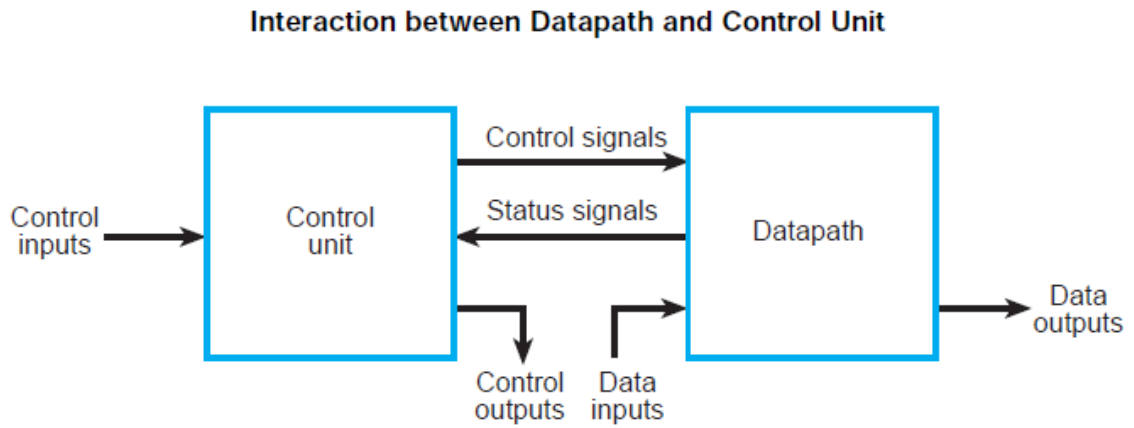 Interaction between Datapath and Control Unit
Control signals
Control
inputs
Control
unit
Status signals
Datapath
Data
outputs
Control
outputs
Data
inputs